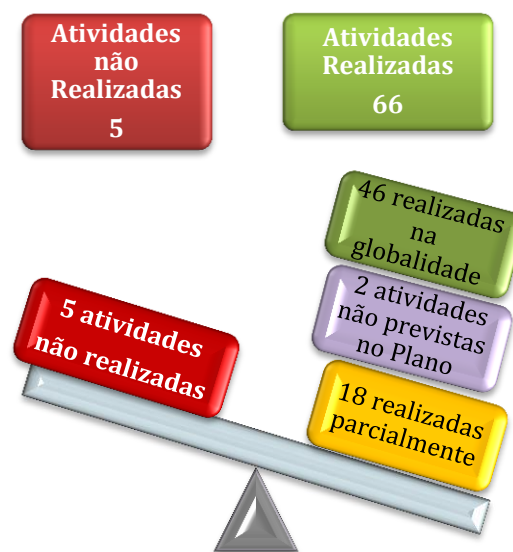 Atividades
não
Realizadas
5
Atividades
Realizadas
66
46 realizadas
na
globalidade
2 atividades
não previstas
no Plano
18 realizadas
parcialmente
5 atividades
não realizadas